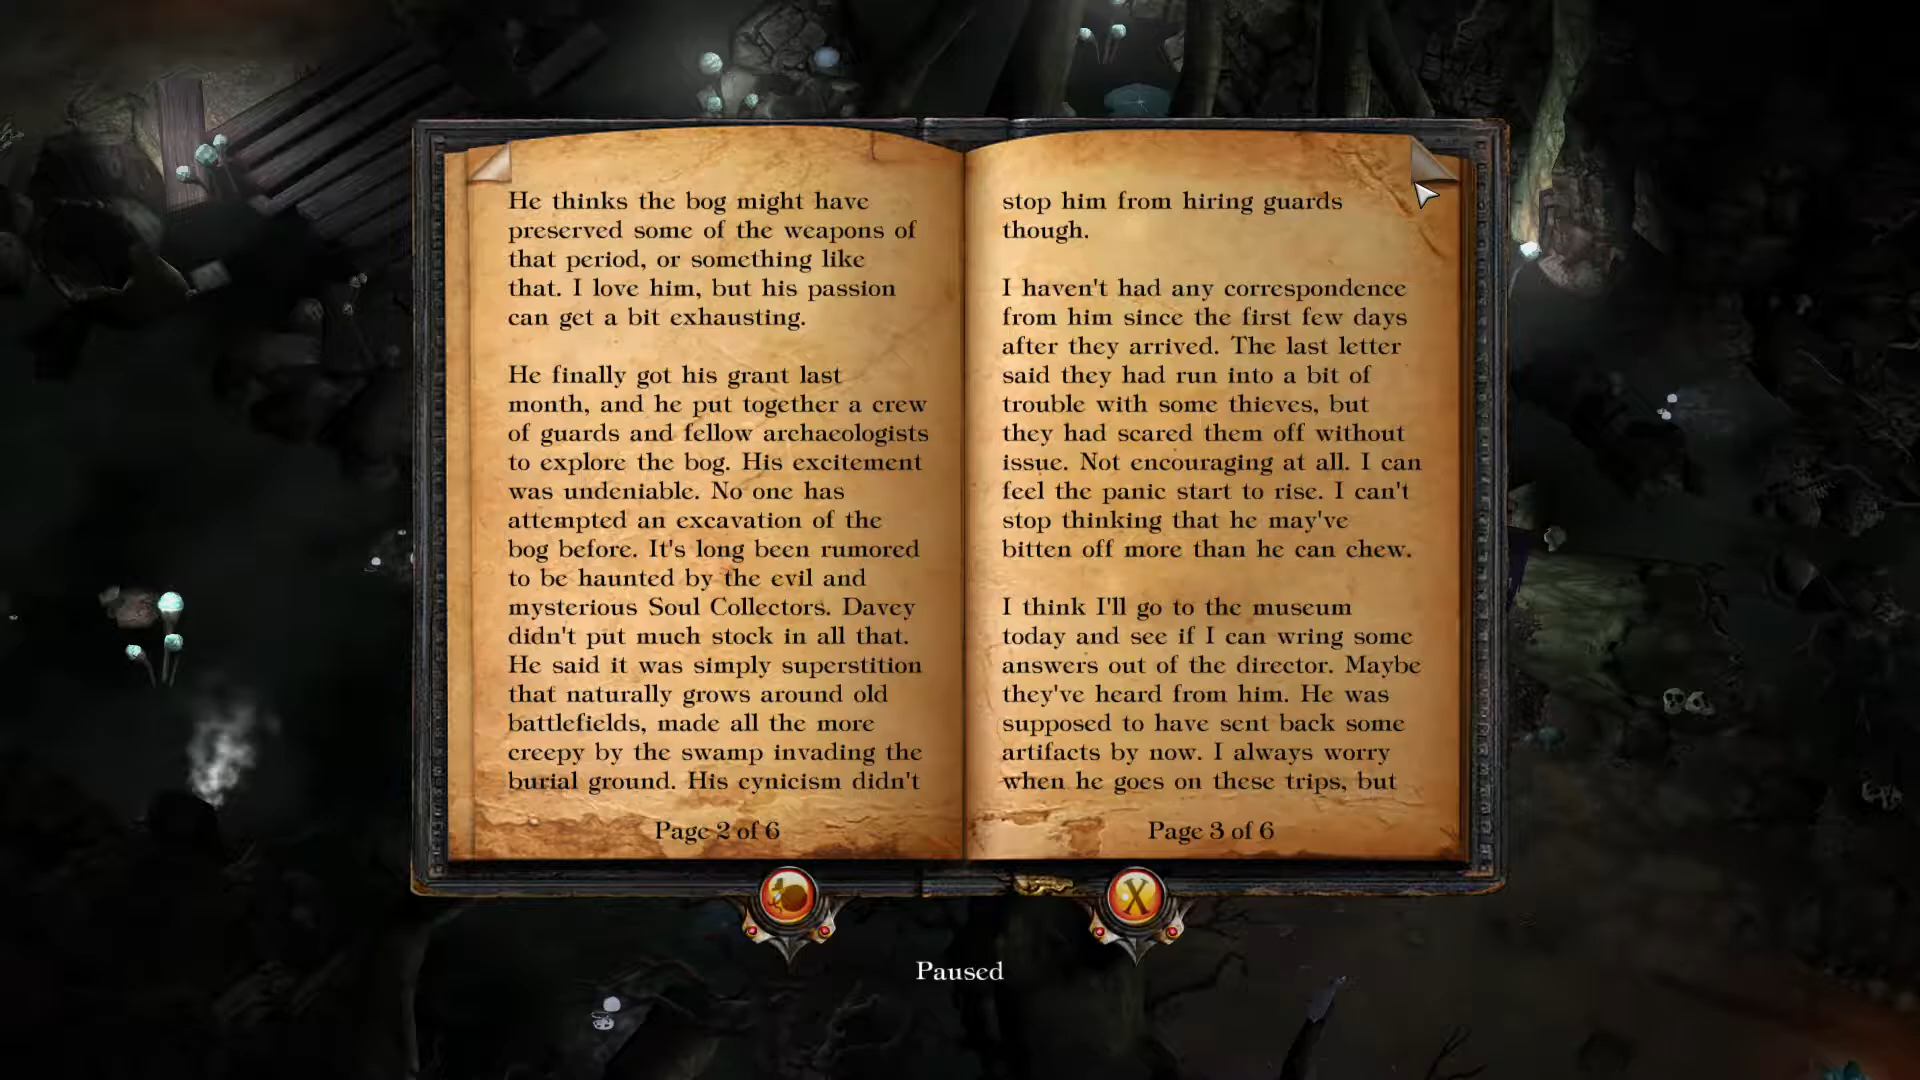 He thinks the bog might have
preserved some of the weapons of
that period, or something like
that. I love him, but his passion
can get a bit exhausting.
He finally got his grant last
month, and he put together a crew
of guards and fellow archaeologists
to explore the bog. His excitement
was undeniable. No one has
attempted an excavation of the
bog before. It's long been rumored
to be haunted by the evil and
mysterious Soul Collectors. Davey
didn't put much stock in all that.
He said it was simply superstition
that naturally grows around old
battlefields, made all the more
creepy by the swamp invading the
burial ground. His cynicism didn't
Page 2 of 6
stop him from hiring guards
though.
I haven't had any correspondence
from him since the first few days
after they arrived. The last letter
said they had run into a bit of
trouble with some thieves, but
they had scared them off without
issue. Not encouraging at all. I can
feel the panic start to rise. I can't
stop thinking that he may've
bitten off more than he can chew.
I think I'll go to the museum
today and see if I can wring some
answers out of the director. Maybe
they've heard from him. He was
supposed to have sent back some
artifacts by now. I always worry
when he goes on these trips, but
Page 3 of 6
X
Paused